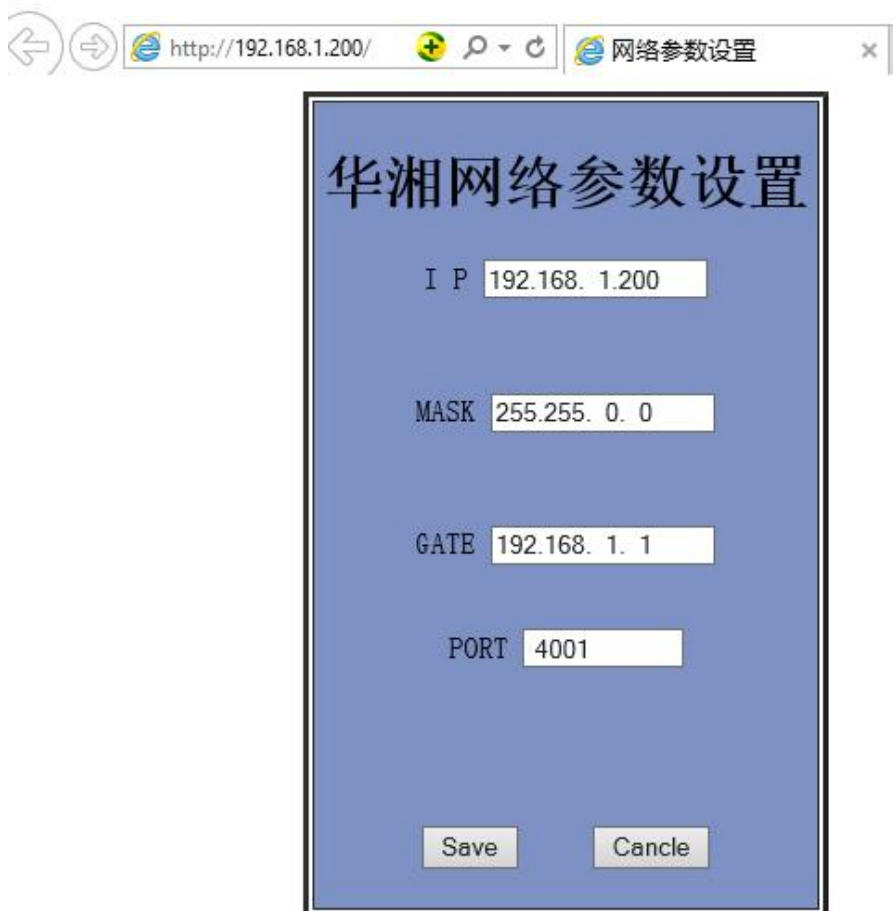 http://192.168.1.200/ 网络参数设置
华湘网络参数设置
I P 192.168. 1.200
MASK 255.255. 0. 0
GATE 192.168. 1. 1
PORT 4001
Save Cancle